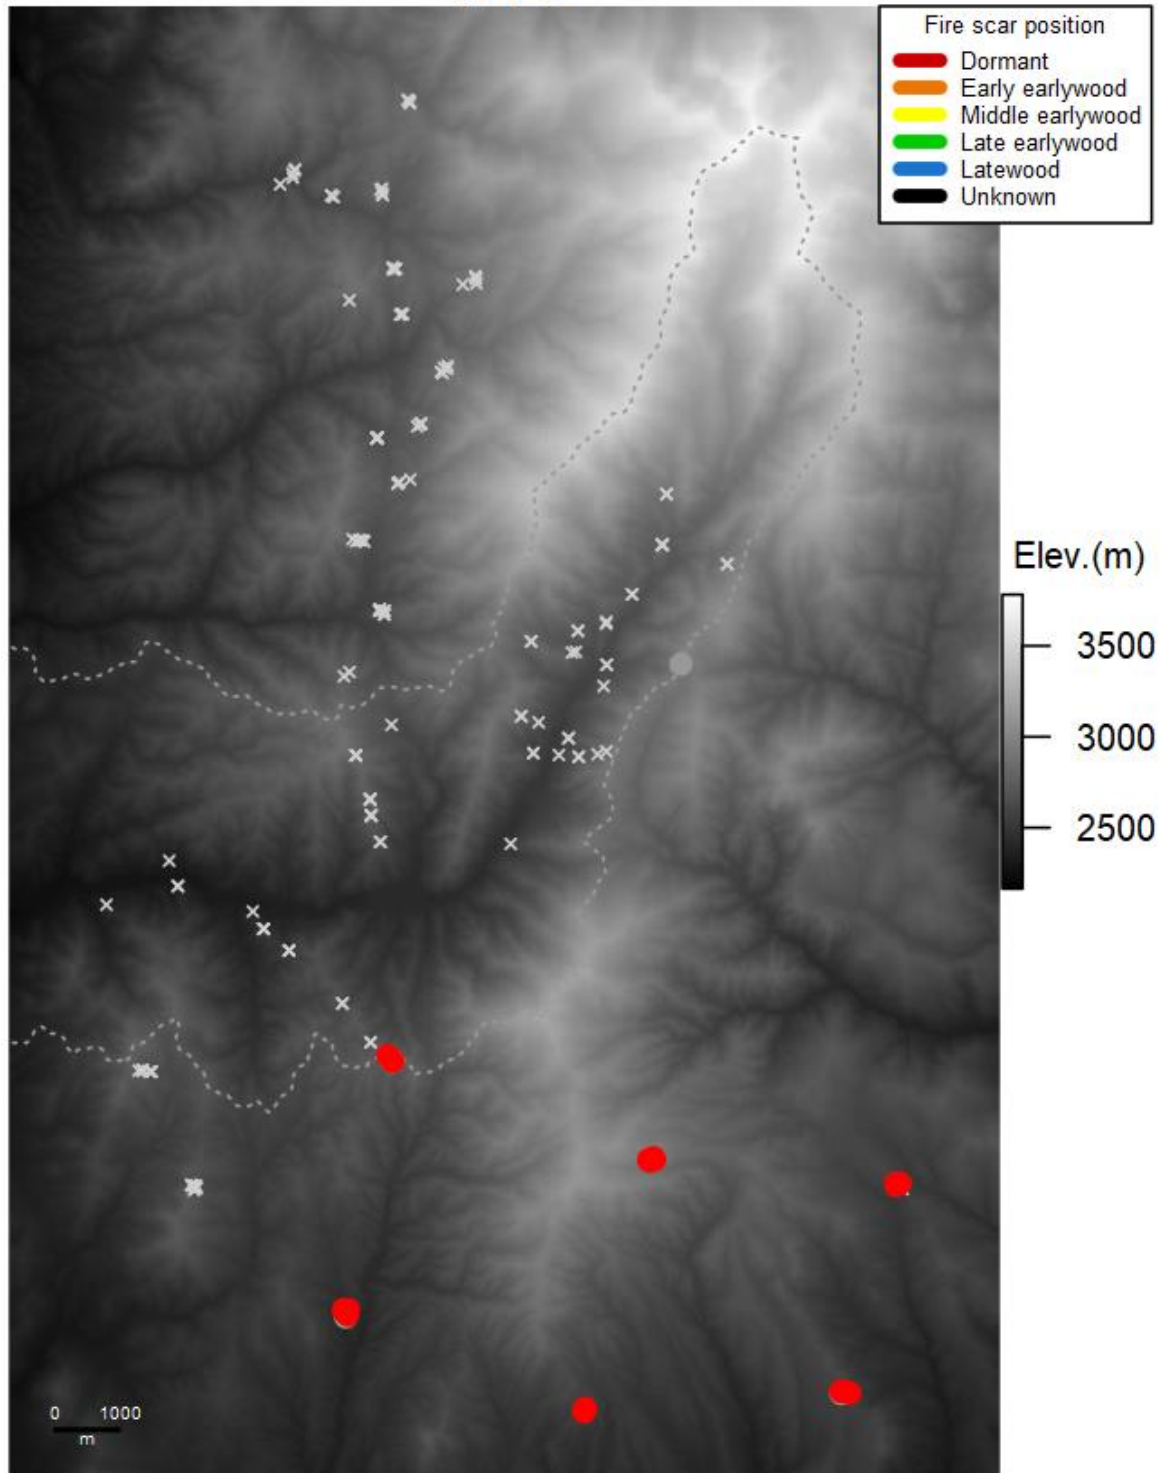 Fire scar position
Dormant
Early earlywood
Middle earlywood
Late earlywood
Latewood
Unknown
Elev.(m)
3500
3000
2500
0 1000
m